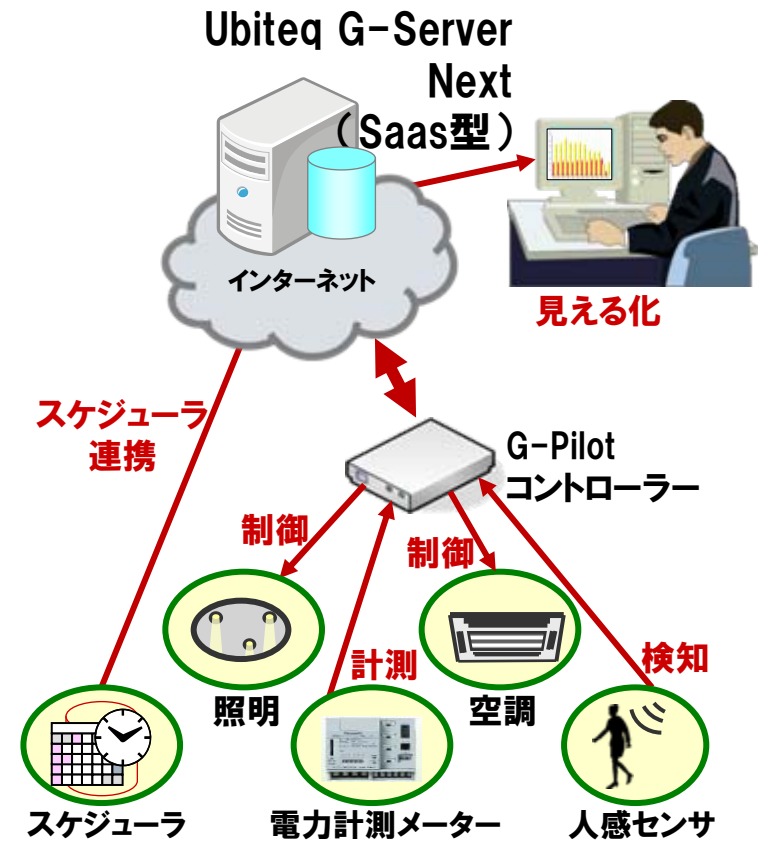 Ubiteq G-Server
Next
（Saas型）
インターネット
見える化
スケジューラ
連携
G-Pilot
コントローラー
制御
制御
計測
検知
照明
空調
スケジューラ
電力計測メーター
人感センサ